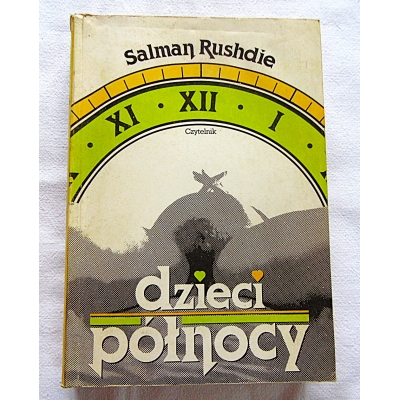 Salman Rushdie
XI · XII · I
Czytelnik
dzieci
północy